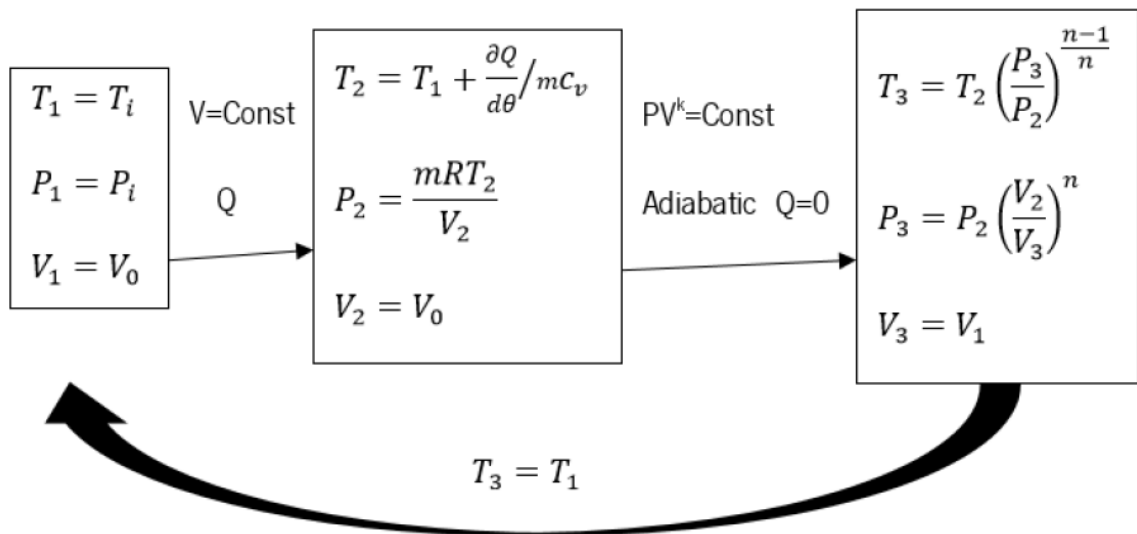 T₁ = Tᵢ
P₁ = Pᵢ
V₁ = V₀
V=Const
Q
T₂ = T₁ + ∂Q/dθ /mCᵥ
P₂ = mRT₂/V₂
V₂ = V₀
PVᵏ=Const
Adiabatic Q=0
T₃ = T₂ (P₃/P₂)^((n−1)/n)
P₃ = P₂ (V₂/V₃)ⁿ
V₃ = V₁
T₃ = T₁